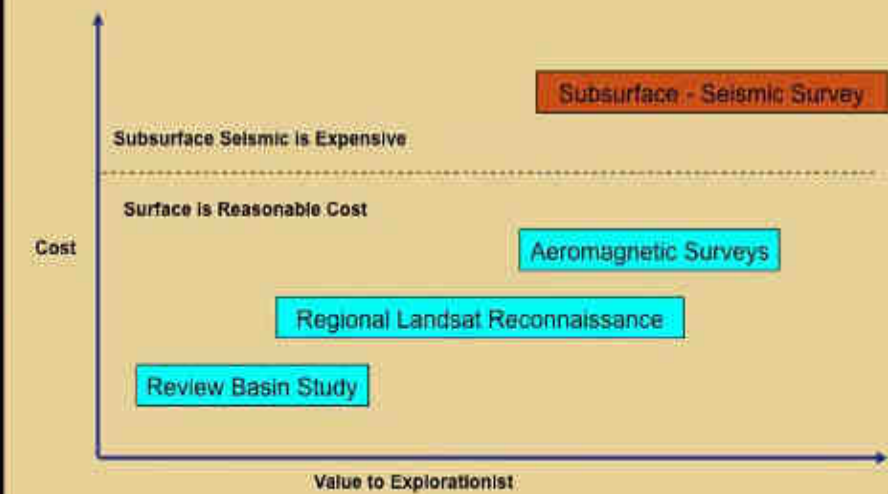 Subsurface - Seismic Survey
Subsurface Seismic is Expensive
Surface is Reasonable Cost
Cost
Aeromagnetic Surveys
Regional Landsat Reconnaissance
Review Basin Study
Value to Explorationist